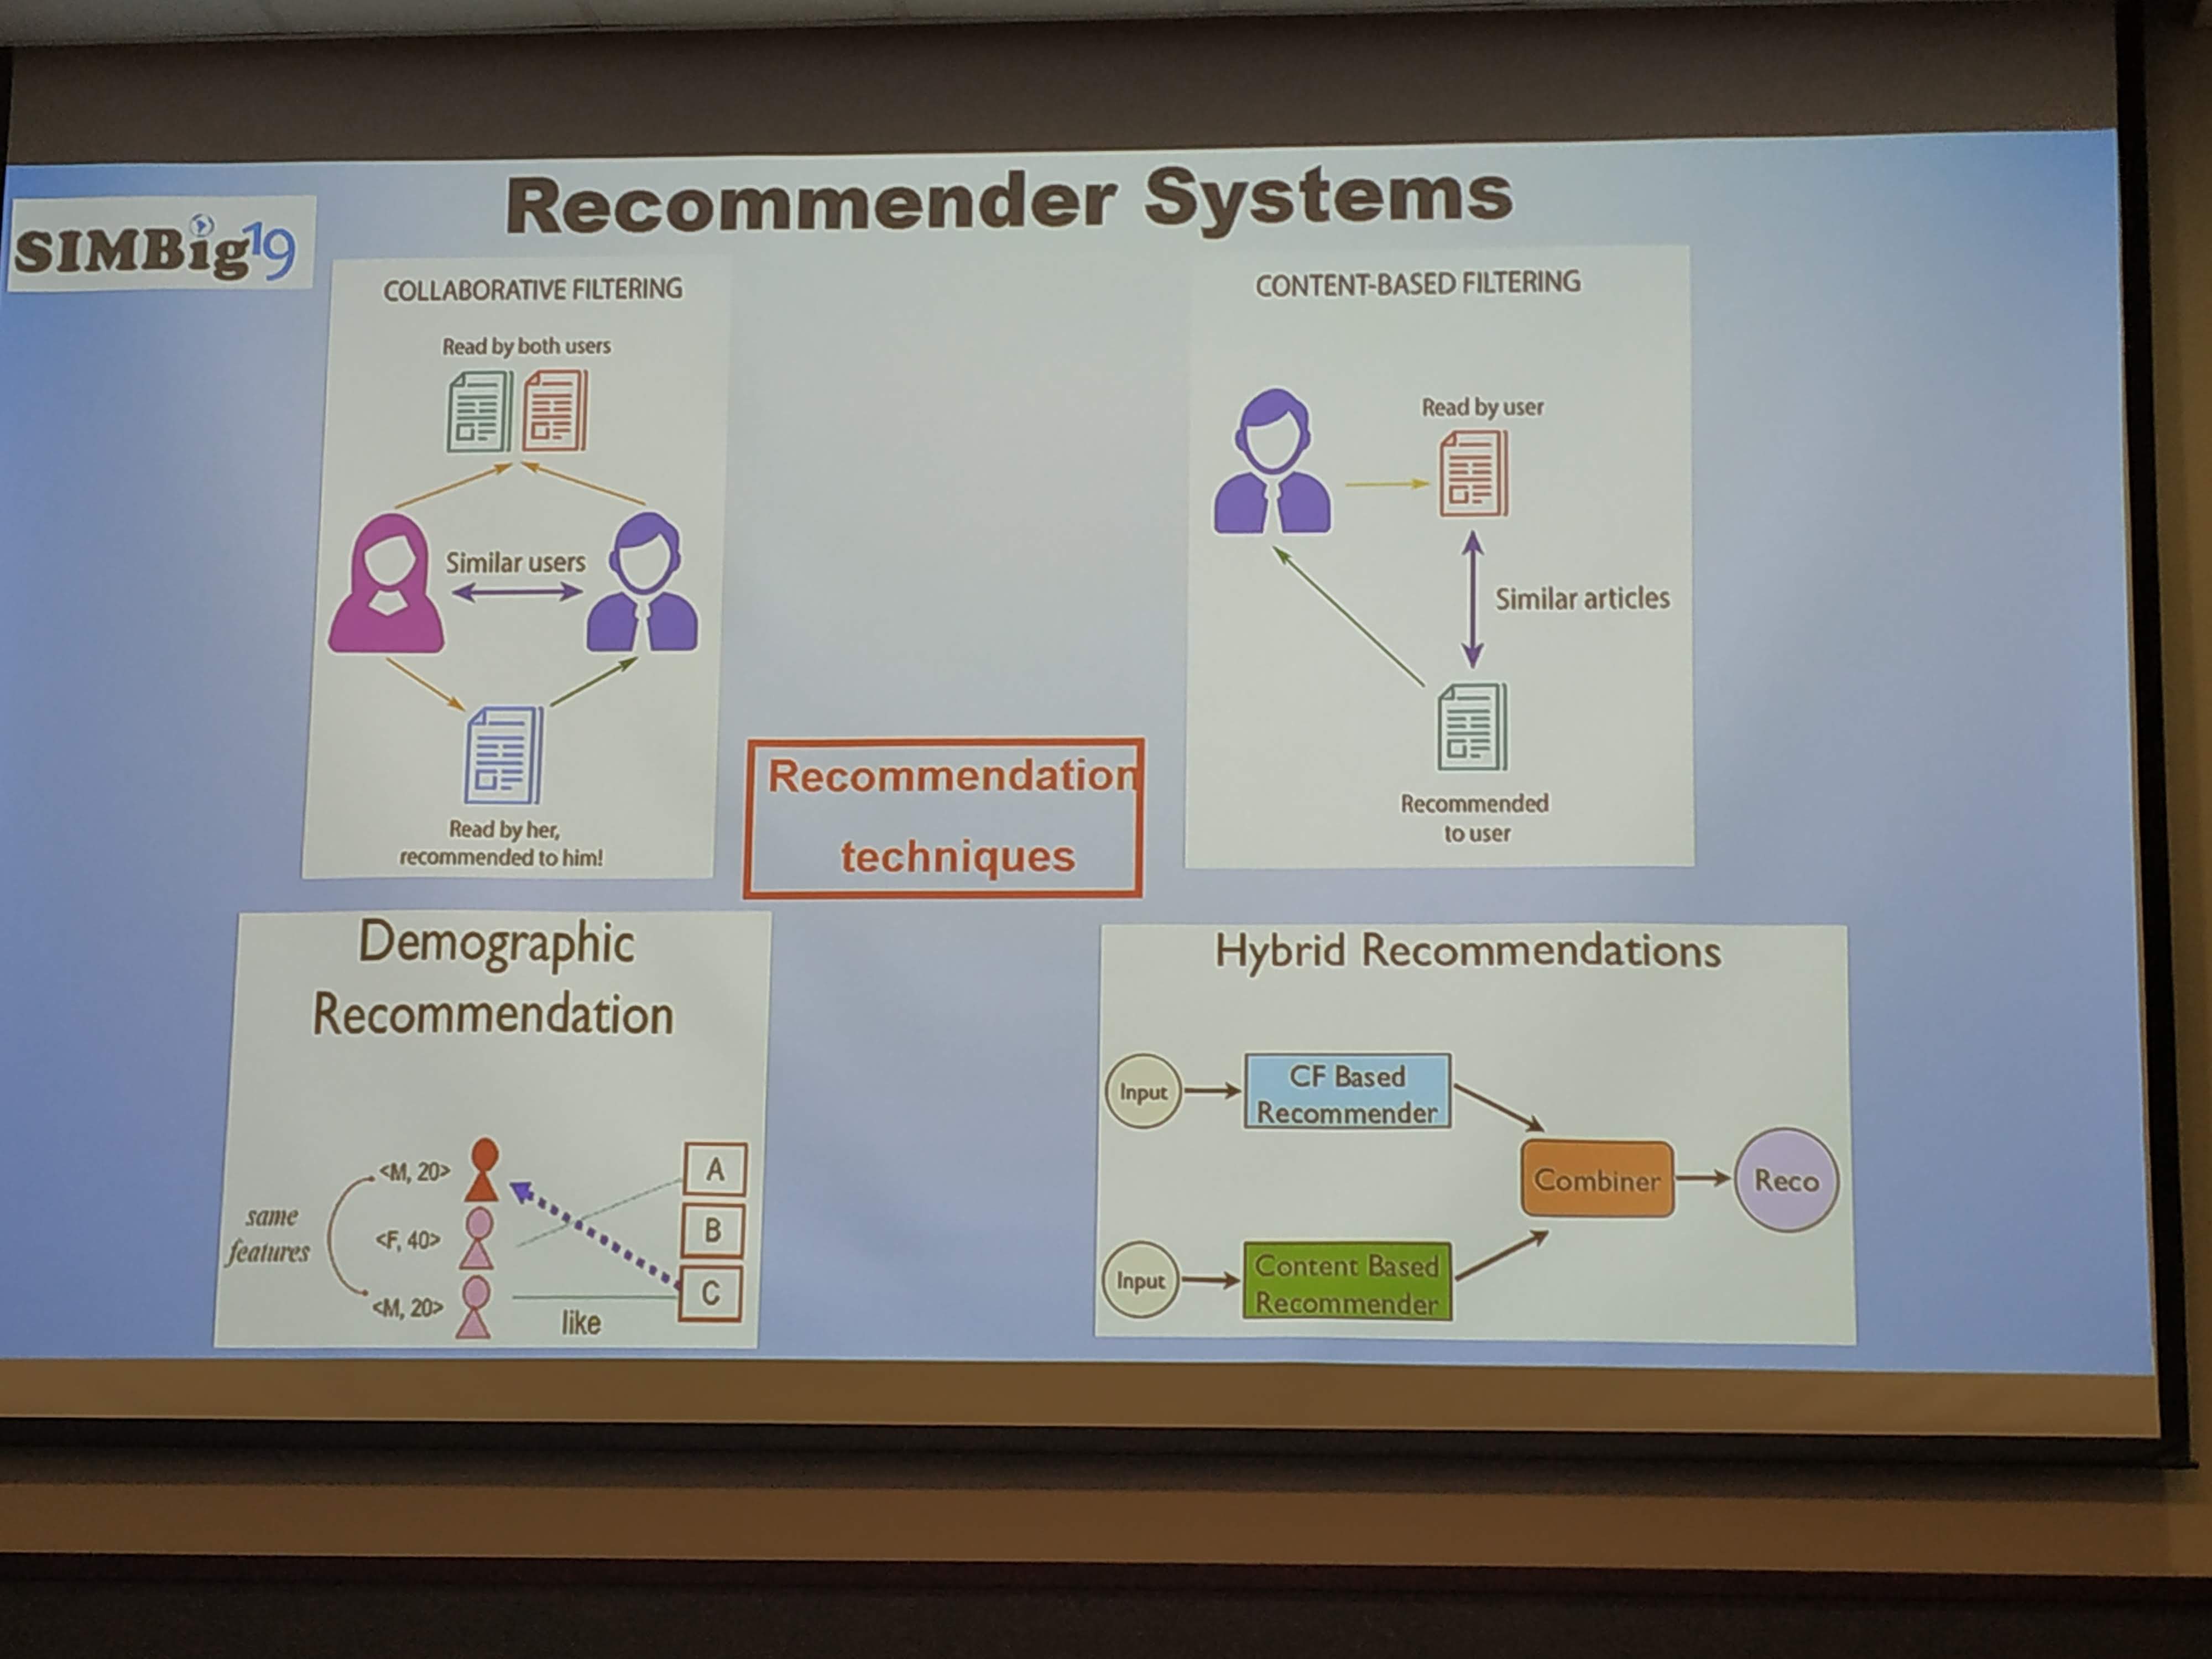 Recommender Systems
SIMBig19
COLLABORATIVE FILTERING
Read by both users
Similar users
Read by her,
recommended to him!
CONTENT-BASED FILTERING
Read by user
Similar articles
Recommended
to user
Recommendation
techniques
Demographic
Recommendation
same
features
<M, 20>
<F, 40>
<M, 20>
A
B
C
like
Hybrid Recommendations
Input
CF Based
Recommender
Combiner
Reco
Input
Content Based
Recommender